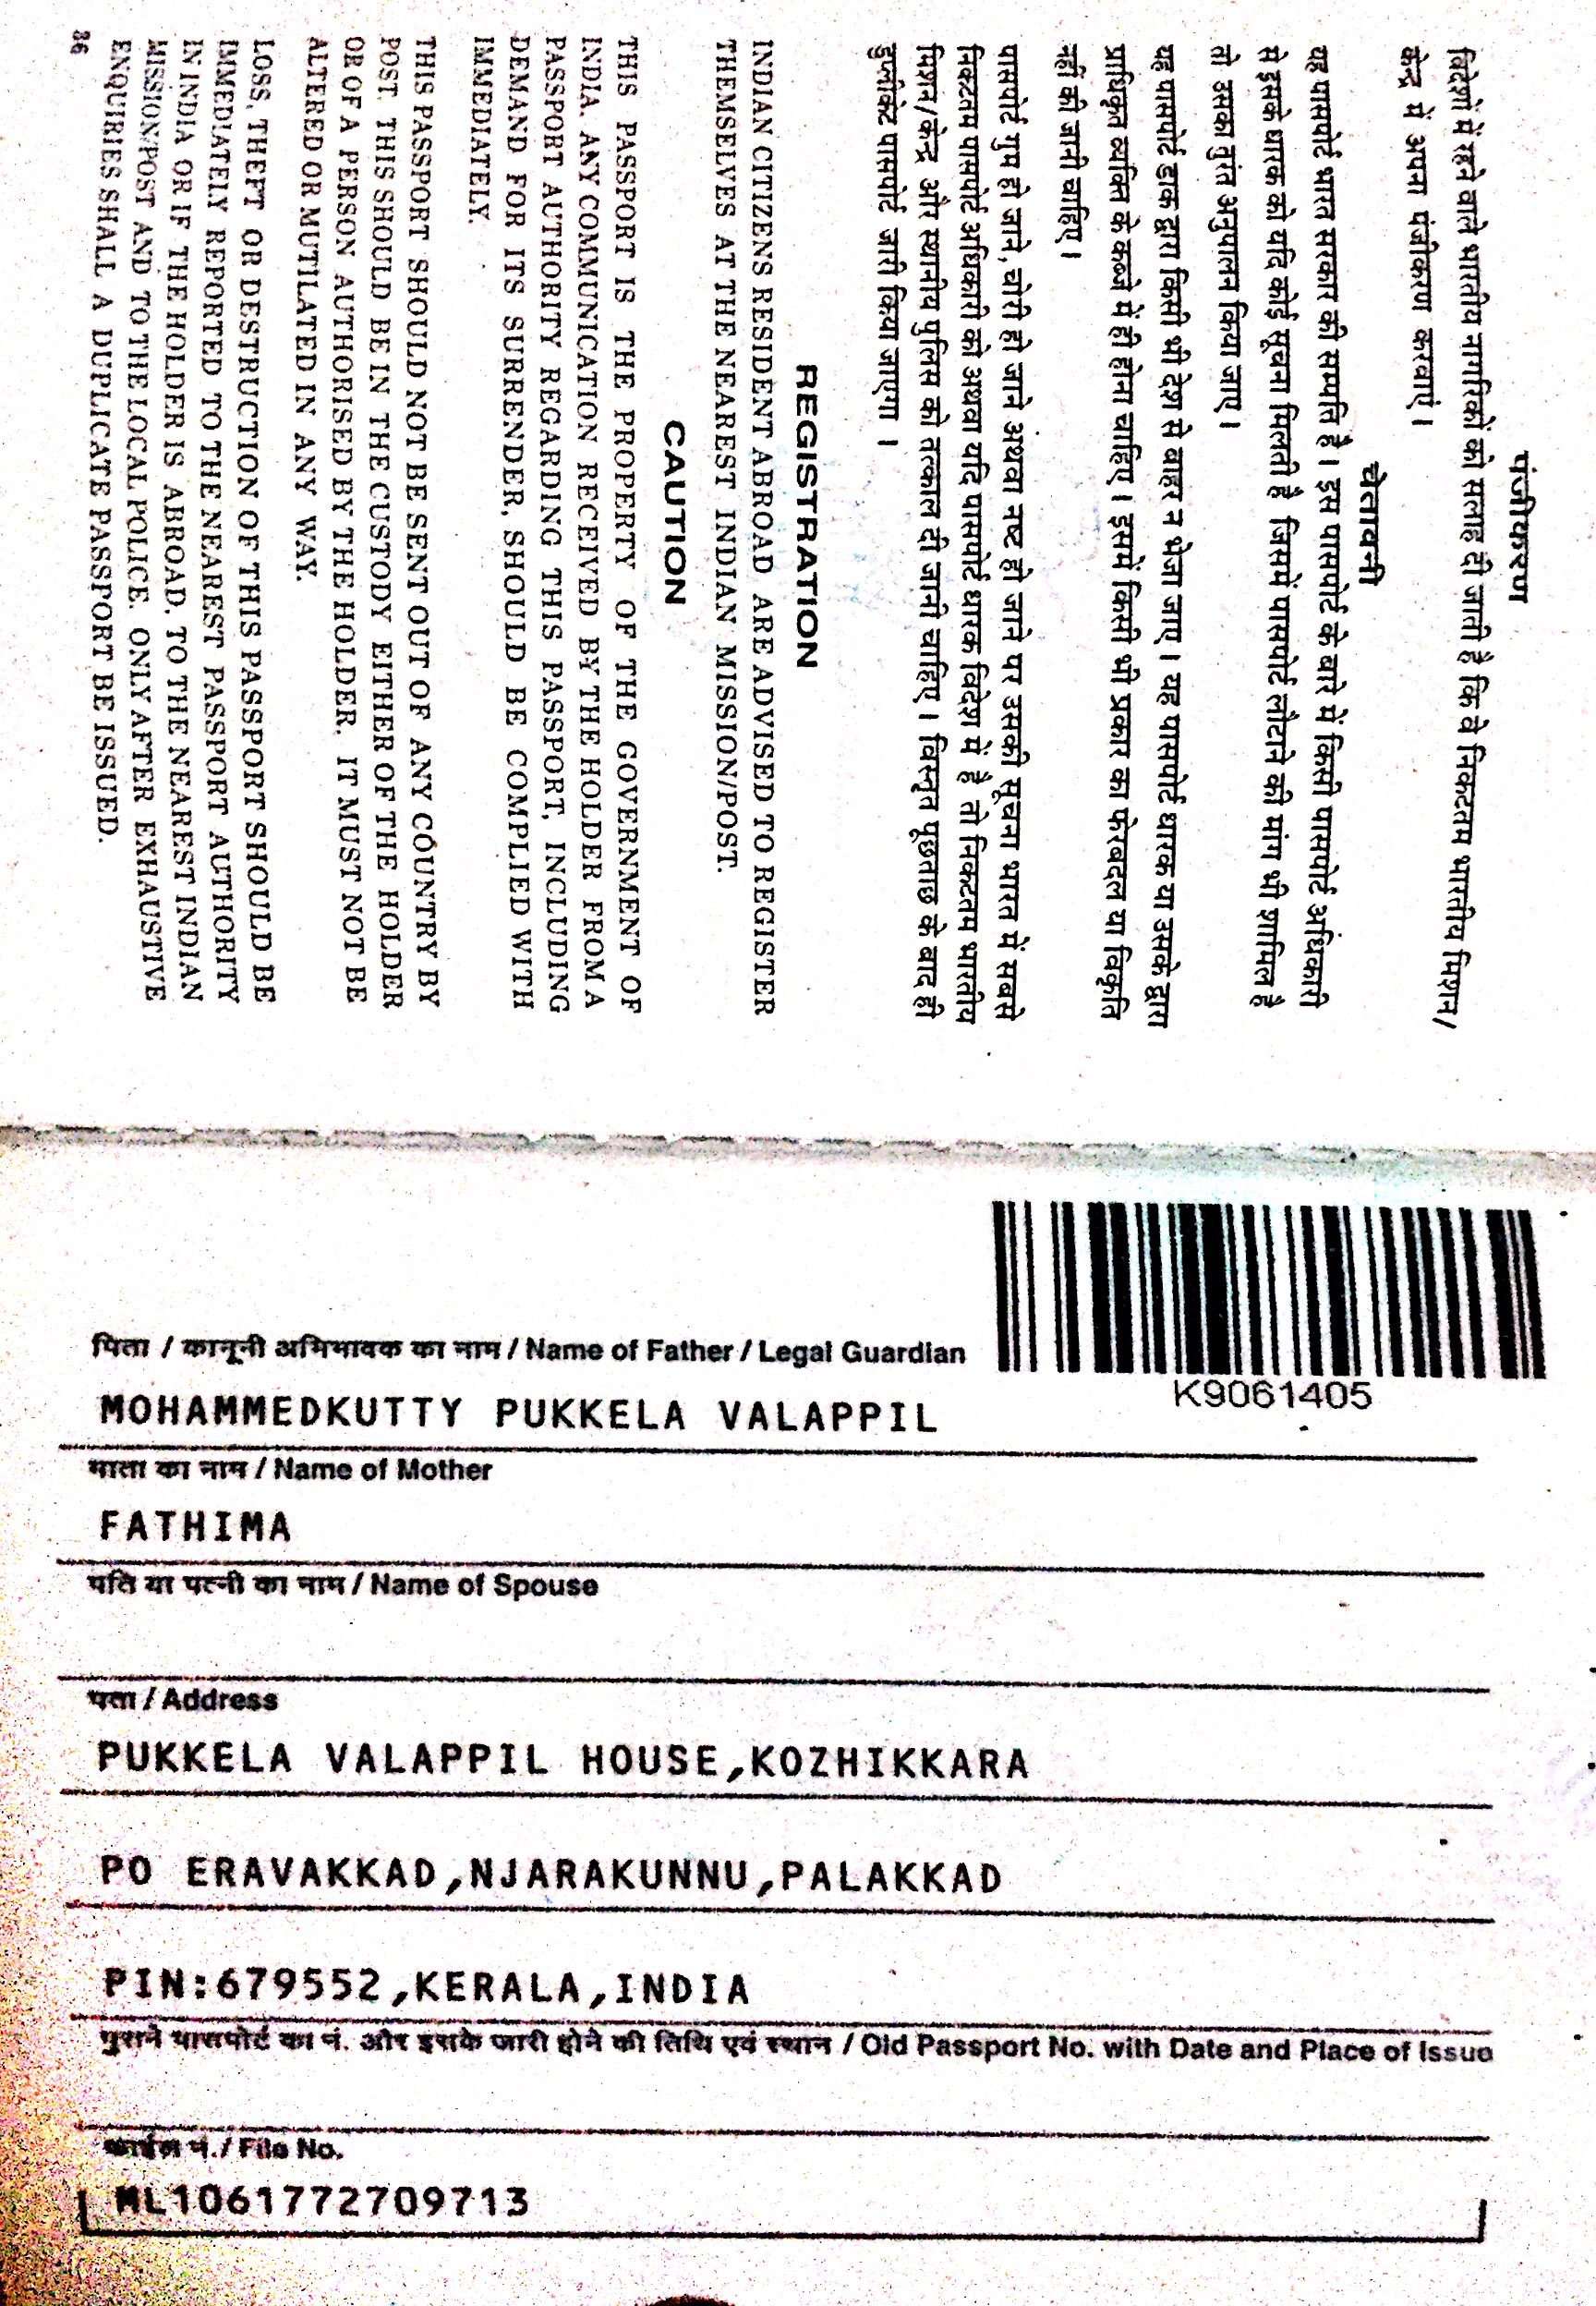 पंजीकरण
विदेशों में रहने वाले भारतीय नागरिकों को सलाह दी जाती है कि वे निकटतम भारतीय मिशन/
केन्द्र में अपना पंजीकरण करवाएं ।
चेतावनी
यह पासपोर्ट भारत सरकार की सम्पत्ति है । इस पासपोर्ट के बारे में किसी पासपोर्ट अधिकारी
से इसके धारक को यदि कोई सूचना मिलती है जिसमें पासपोर्ट लौटाने की मांग भी शामिल है
तो उसका तुरंत अनुपालन किया जाए ।
यह पासपोर्ट डाक द्वारा किसी भी देश से बाहर न भेजा जाए । यह पासपोर्ट धारक या उसके द्वारा
प्राधिकृत व्यक्ति के कब्जे में ही होना चाहिए । इसमें किसी भी प्रकार का फेरबदल या विकृति
नहीं की जानी चाहिए ।
पासपोर्ट गुम हो जाने, चोरी हो जाने अथवा नष्ट हो जाने पर उसकी सूचना भारत में सबसे
निकटतम पासपोर्ट अधिकारी को अथवा यदि पासपोर्ट धारक विदेश में है तो निकटतम भारतीय
मिशन/केन्द्र और स्थानीय पुलिस को तत्काल दी जानी चाहिए । विस्तृत पूछताछ के बाद ही
डुप्लीकेट पासपोर्ट जारी किया जाएगा ।
REGISTRATION
INDIAN CITIZENS RESIDENT ABROAD ARE ADVISED TO REGISTER
THEMSELVES AT THE NEAREST INDIAN MISSION/POST.
CAUTION
THIS PASSPORT IS THE PROPERTY OF THE GOVERNMENT OF
INDIA. ANY COMMUNICATION RECEIVED BY THE HOLDER FROM A
PASSPORT AUTHORITY REGARDING THIS PASSPORT, INCLUDING
DEMAND FOR ITS SURRENDER, SHOULD BE COMPLIED WITH
IMMEDIATELY.
THIS PASSPORT SHOULD NOT BE SENT OUT OF ANY COUNTRY BY
POST. THIS SHOULD BE IN THE CUSTODY EITHER OF THE HOLDER
OR OF A PERSON AUTHORISED BY THE HOLDER. IT MUST NOT BE
ALTERED OR MUTILATED IN ANY WAY.
LOSS, THEFT OR DESTRUCTION OF THIS PASSPORT SHOULD BE
IMMEDIATELY REPORTED TO THE NEAREST PASSPORT AUTHORITY
IN INDIA OR IF THE HOLDER IS ABROAD, TO THE NEAREST INDIAN
MISSION/POST AND TO THE LOCAL POLICE. ONLY AFTER EXHAUSTIVE
ENQUIRIES SHALL A DUPLICATE PASSPORT BE ISSUED.
36
K9061405
पिता / कानूनी अभिभावक का नाम / Name of Father / Legal Guardian
MOHAMMEDKUTTY PUKKELA VALAPPIL
माता का नाम / Name of Mother
FATHIMA
पति या पत्नी का नाम / Name of Spouse
पता / Address
PUKKELA VALAPPIL HOUSE,KOZHIKKARA
PO ERAVAKKAD,NJARAKUNNU,PALAKKAD
PIN:679552,KERALA,INDIA
पुराने पासपोर्ट का नं. और इसके जारी होने की तिथि एवं स्थान / Old Passport No. with Date and Place of Issue
फाईल नं./ File No.
ML1061772709713